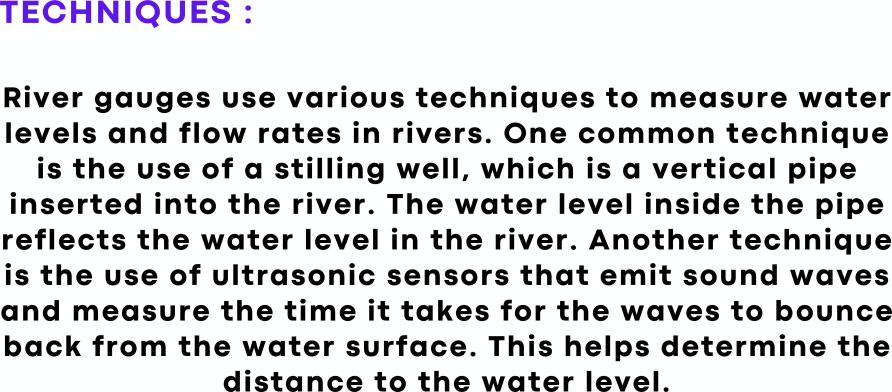 TECHNIQUES :
River gauges use various techniques to measure water
levels and flow rates in rivers. One common technique
is the use of a stilling well, which is a vertical pipe
inserted into the river. The water level inside the pipe
reflects the water level in the river. Another technique
is the use of ultrasonic sensors that emit sound waves
and measure the time it takes for the waves to bounce
back from the water surface. This helps determine the
distance to the water level.